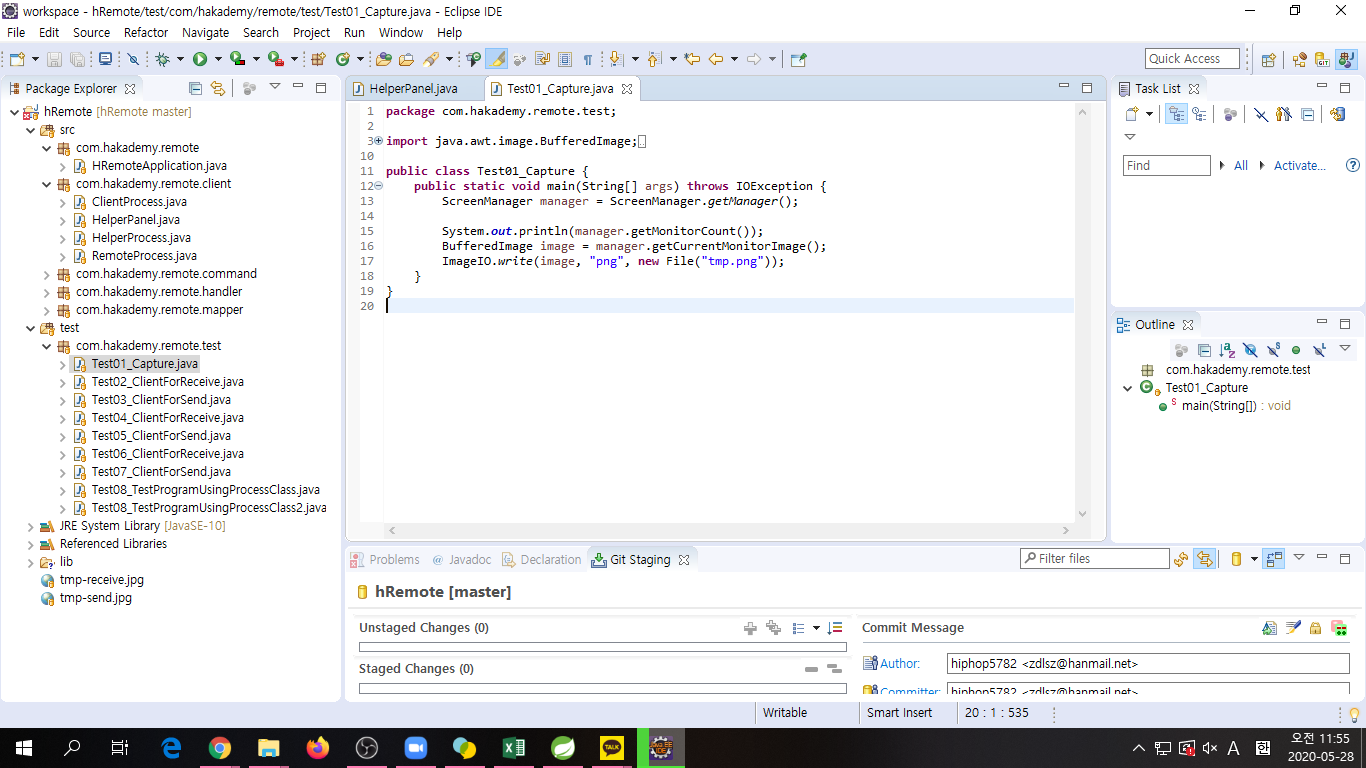 workspace - hRemote/test/com/hakademy/remote/test/Test01_Capture.java - Eclipse IDE
File Edit Source Refactor Navigate Search Project Run Window Help
Quick Access
Package Explorer
hRemote [hRemote master]
src
com.hakademy.remote
HRemoteApplication.java
com.hakademy.remote.client
ClientProcess.java
HelperPanel.java
HelperProcess.java
RemoteProcess.java
com.hakademy.remote.command
com.hakademy.remote.handler
com.hakademy.remote.mapper
test
com.hakademy.remote.test
Test01_Capture.java
Test02_ClientForReceive.java
Test03_ClientForSend.java
Test04_ClientForReceive.java
Test05_ClientForSend.java
Test06_ClientForReceive.java
Test07_ClientForSend.java
Test08_TestProgramUsingProcessClass.java
Test08_TestProgramUsingProcessClass2.java
JRE System Library [JavaSE-10]
Referenced Libraries
lib
tmp-receive.jpg
tmp-send.jpg
HelperPanel.java Test01_Capture.java
1 package com.hakademy.remote.test;
2
3 import java.awt.image.BufferedImage;
10
11 public class Test01_Capture {
12 public static void main(String[] args) throws IOException {
13 ScreenManager manager = ScreenManager.getManager();
14
15 System.out.println(manager.getMonitorCount());
16 BufferedImage image = manager.getCurrentMonitorImage();
17 ImageIO.write(image, "png", new File("tmp.png"));
18 }
19 }
20
Task List
Find All Activate...
Outline
com.hakademy.remote.test
Test01_Capture
main(String[]) : void
Problems @ Javadoc Declaration Git Staging
Filter files
hRemote [master]
Unstaged Changes (0)
Staged Changes (0)
Commit Message
Author: hiphop5782 <zdlsz@hanmail.net>
Committer: hiphop5782 <zdlsz@hanmail.net>
Writable Smart Insert 20 : 1 : 535
TALK
A 한
오전 11:55
2020-05-28